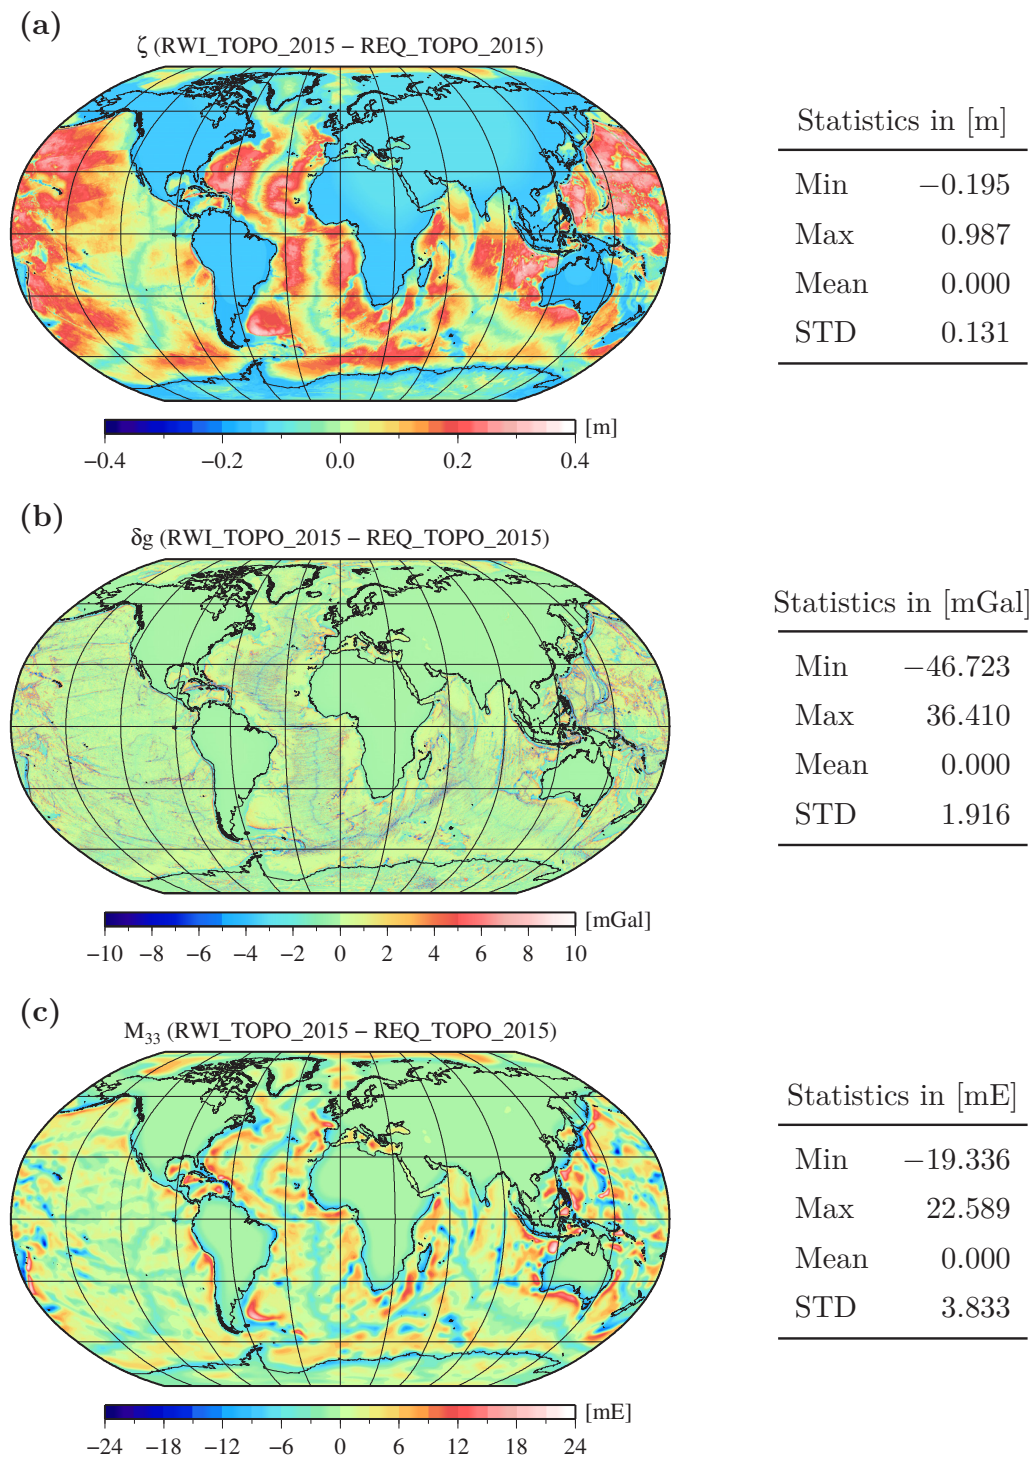 (a)
ζ (RWI_TOPO_2015 − REQ_TOPO_2015)
Statistics in [m]
Min −0.195
Max 0.987
Mean 0.000
STD 0.131
[m]
−0.4 −0.2 0.0 0.2 0.4
(b)
δg (RWI_TOPO_2015 − REQ_TOPO_2015)
Statistics in [mGal]
Min −46.723
Max 36.410
Mean 0.000
STD 1.916
[mGal]
−10 −8 −6 −4 −2 0 2 4 6 8 10
(c)
M₃₃ (RWI_TOPO_2015 − REQ_TOPO_2015)
Statistics in [mE]
Min −19.336
Max 22.589
Mean 0.000
STD 3.833
[mE]
−24 −18 −12 −6 0 6 12 18 24